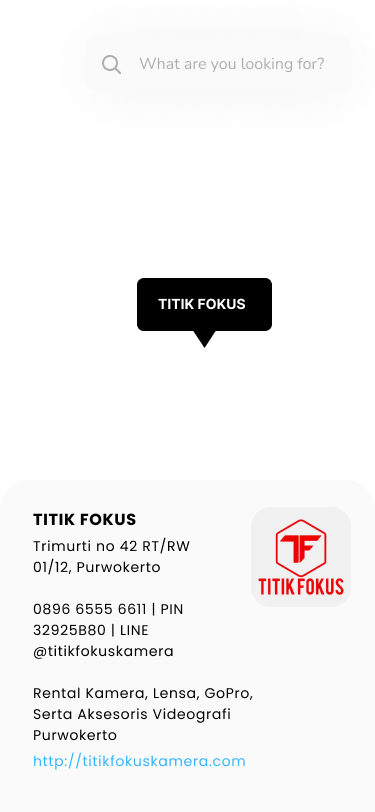 What are you looking for?
TITIK FOKUS
TITIK FOKUS
Trimurti no 42 RT/RW
01/12, Purwokerto
0896 6555 6611 | PIN
32925B80 | LINE
@titikfokuskamera
Rental Kamera, Lensa, GoPro,
Serta Aksesoris Videografi
Purwokerto
http://titikfokuskamera.com
TF
TITIK FOKUS